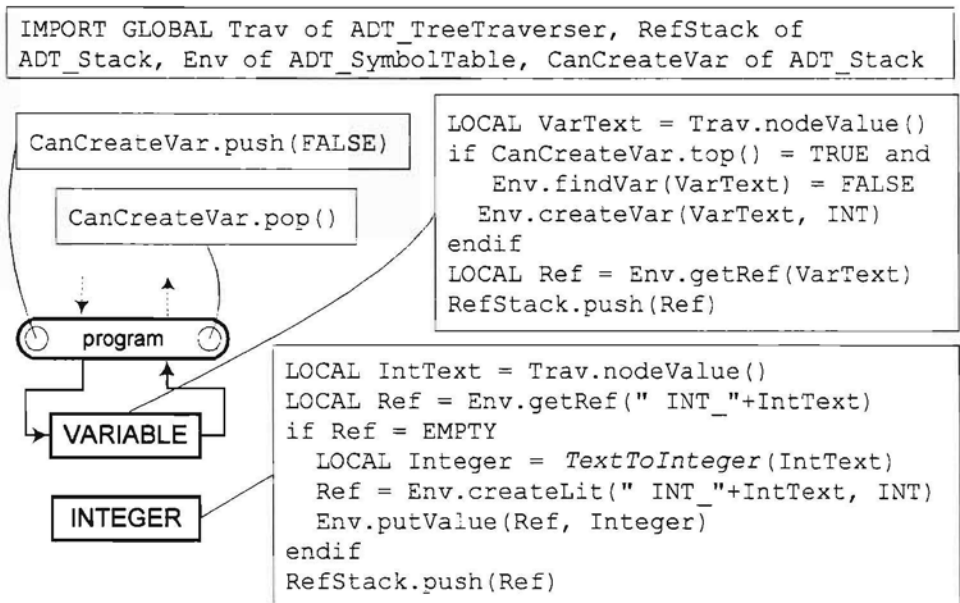 IMPORT GLOBAL Trav of ADT_TreeTraverser, RefStack of
ADT_Stack, Env of ADT_SymbolTable, CanCreateVar of ADT_Stack
CanCreateVar.push(FALSE)
CanCreateVar.pop()
program
VARIABLE
INTEGER
LOCAL VarText = Trav.nodeValue()
if CanCreateVar.top() = TRUE and
Env.findVar(VarText) = FALSE
Env.createVar(VarText, INT)
endif
LOCAL Ref = Env.getRef(VarText)
RefStack.push(Ref)
LOCAL IntText = Trav.nodeValue()
LOCAL Ref = Env.getRef(" INT_"+IntText)
if Ref = EMPTY
LOCAL Integer = TextToInteger(IntText)
Ref = Env.createLit(" INT_"+IntText, INT)
Env.putValue(Ref, Integer)
endif
RefStack.push(Ref)